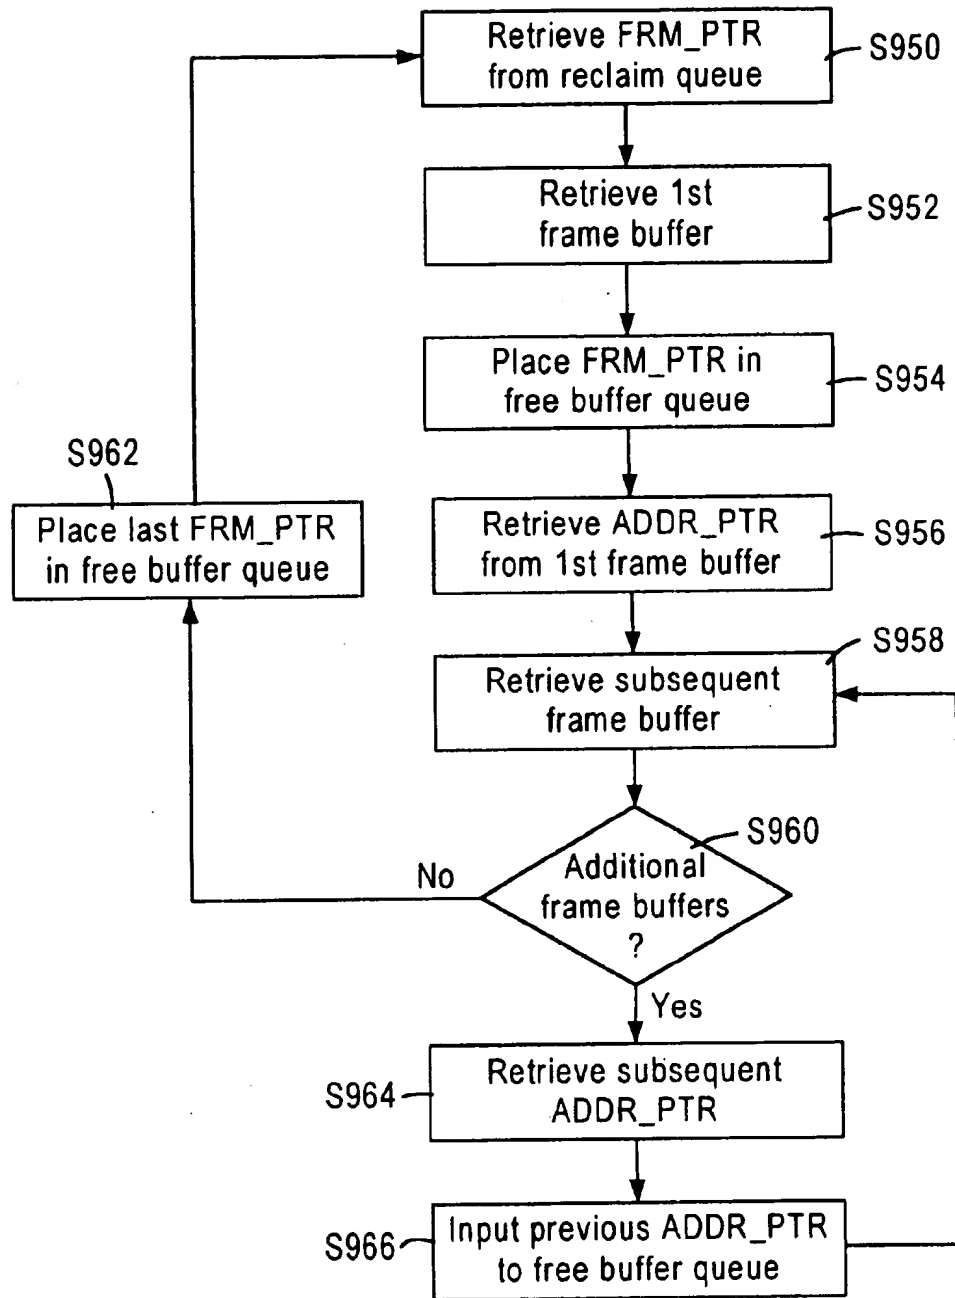 Retrieve FRM_PTR
from reclaim queue
S950
Retrieve 1st
frame buffer
S952
Place FRM_PTR in
free buffer queue
S954
S962
Place last FRM_PTR
in free buffer queue
Retrieve ADDR_PTR
from 1st frame buffer
S956
S958
Retrieve subsequent
frame buffer
S960
Additional
frame buffers
?
No
Yes
S964
Retrieve subsequent
ADDR_PTR
S966
Input previous ADDR_PTR
to free buffer queue